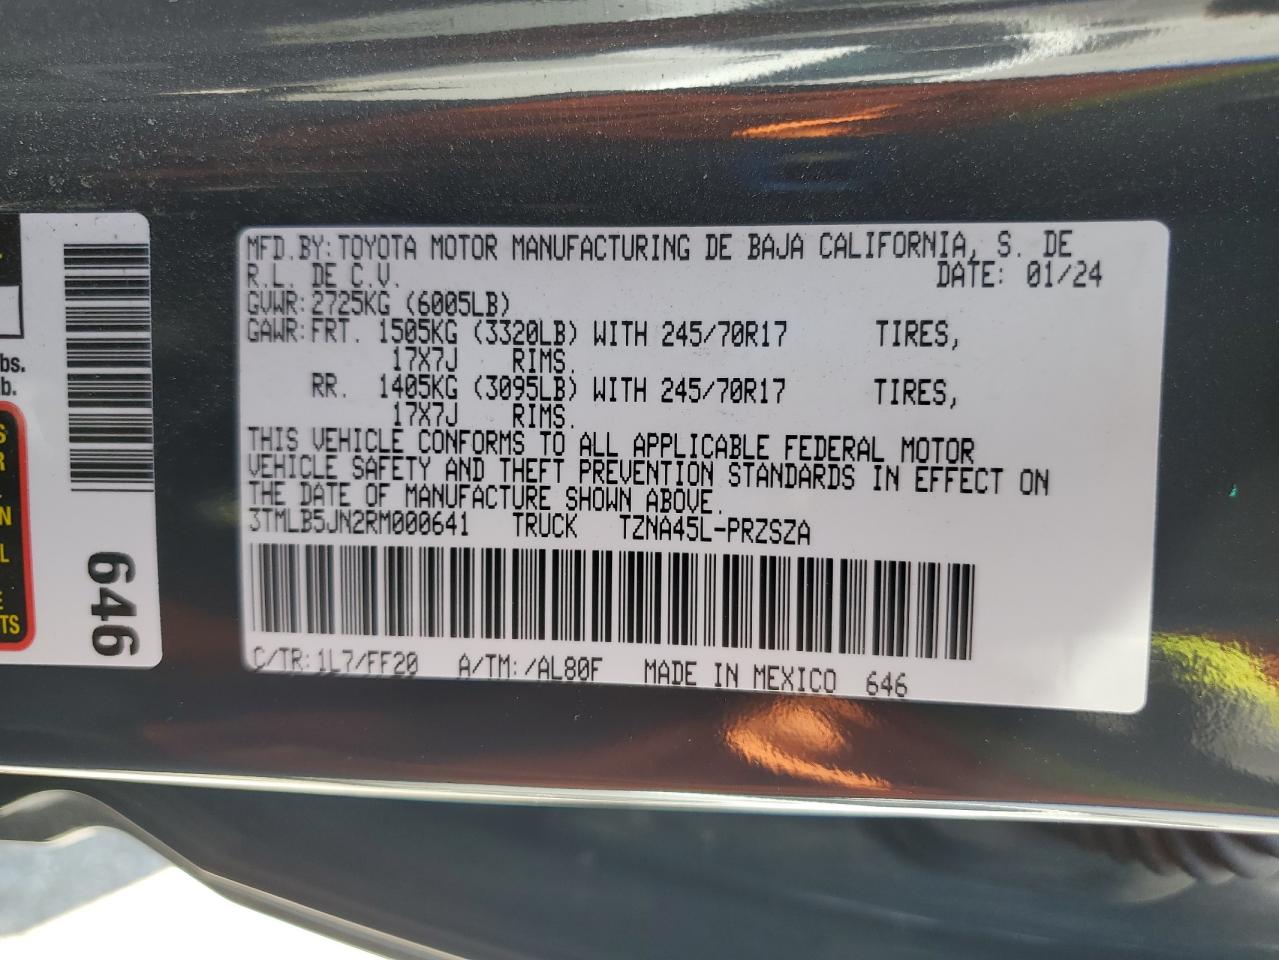 MFD.BY: TOYOTA MOTOR MANUFACTURING DE BAJA CALIFORNIA, S. DE
R.L. DE C.V. DATE: 01/24
GVWR: 2725KG (6005LB)
GAWR: FRT. 1505KG (3320LB) WITH 245/70R17 TIRES,
17X7J RIMS.
RR. 1405KG (3095LB) WITH 245/70R17 TIRES,
17X7J RIMS.
THIS VEHICLE CONFORMS TO ALL APPLICABLE FEDERAL MOTOR
VEHICLE SAFETY AND THEFT PREVENTION STANDARDS IN EFFECT ON
THE DATE OF MANUFACTURE SHOWN ABOVE.
3TMLB5JN2RM000641 TRUCK TZNA45L-PRZSZA
C/TR: 1L7/FF20 A/TM: /AL80F MADE IN MEXICO 646
bs.
b.
S
R
N
L
E
TS
646